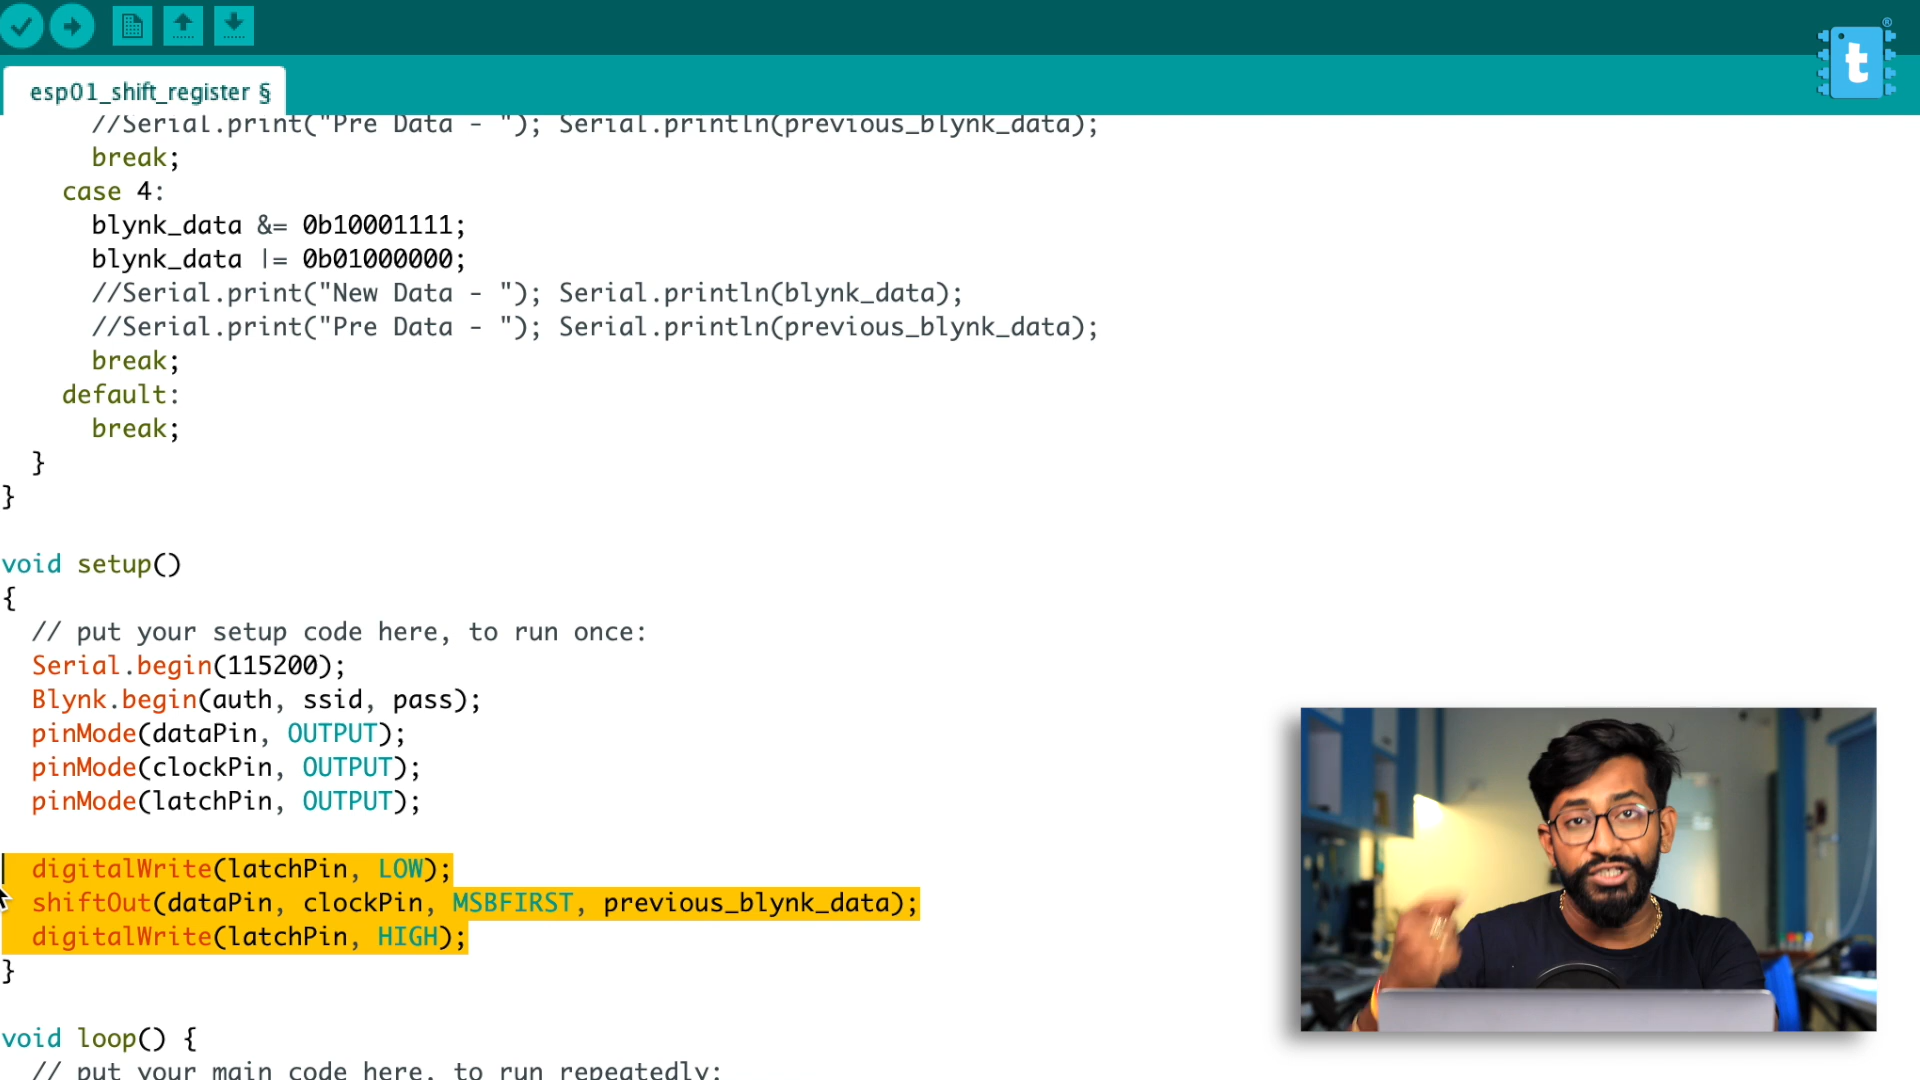 esp01_shift_register §
t
®
//Serial.print("Pre Data - "); Serial.println(previous_blynk_data);
break;
case 4:
blynk_data &= 0b10001111;
blynk_data |= 0b01000000;
//Serial.print("New Data - "); Serial.println(blynk_data);
//Serial.print("Pre Data - "); Serial.println(previous_blynk_data);
break;
default:
break;
}
}
void setup()
{
// put your setup code here, to run once:
Serial.begin(115200);
Blynk.begin(auth, ssid, pass);
pinMode(dataPin, OUTPUT);
pinMode(clockPin, OUTPUT);
pinMode(latchPin, OUTPUT);
digitalWrite(latchPin, LOW);
shiftOut(dataPin, clockPin, MSBFIRST, previous_blynk_data);
digitalWrite(latchPin, HIGH);
}
void loop() {
// put your main code here, to run repeatedly: